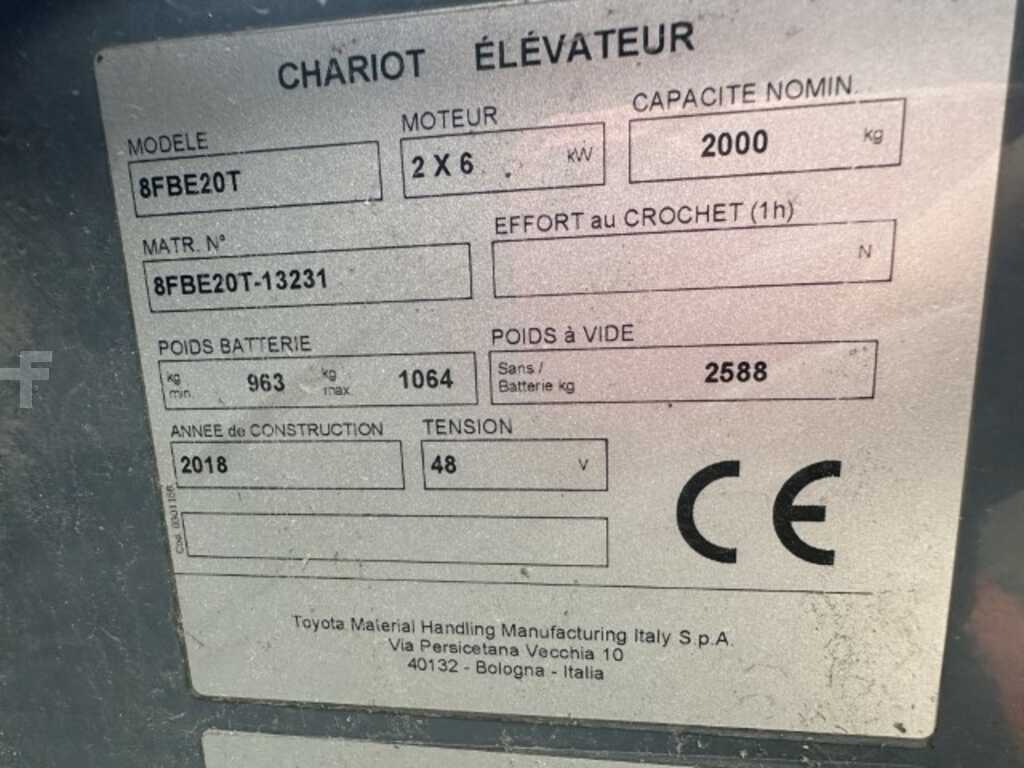 CHARIOT ÉLÉVATEUR
MODELE
8FBE20T
MOTEUR
2 X 6 kW
CAPACITE NOMIN.
2000 kg
MATR. N°
8FBE20T-13231
EFFORT au CROCHET (1h)
N
POIDS BATTERIE
kg min. 963 kg max. 1064
POIDS à VIDE
Sans / Batterie kg 2588
ANNEE de CONSTRUCTION
2018
TENSION
48 V
CE
Cod.
Toyota Material Handling Manufacturing Italy S.p.A.
Via Persicetana Vecchia 10
40132 - Bologna - Italia